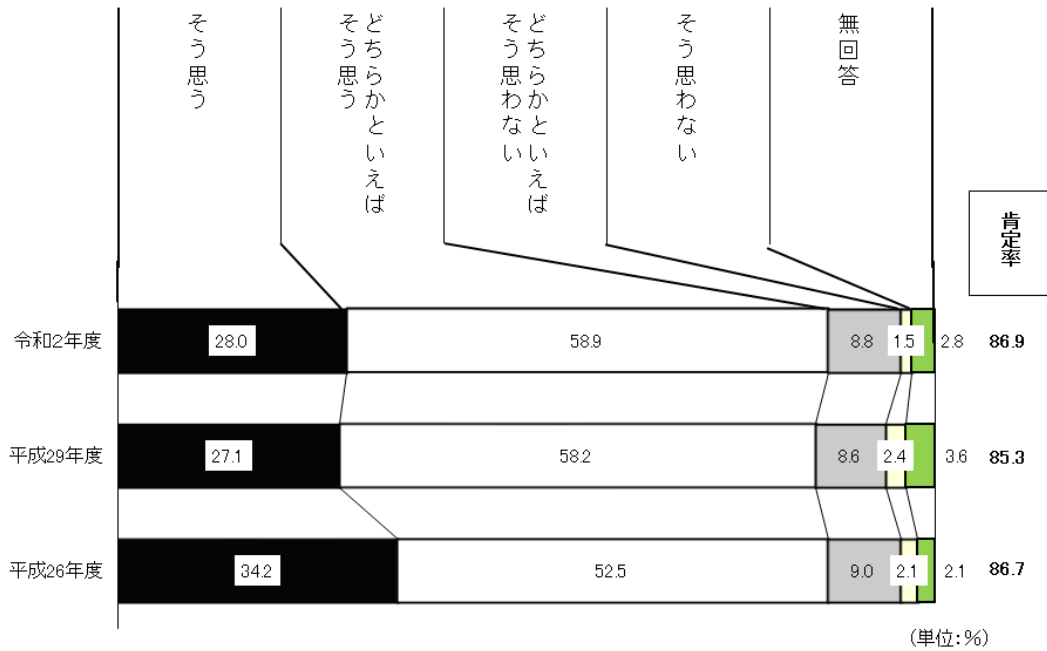 そう思う
どちらかといえば
そう思う
どちらかといえば
そう思わない
そう思わない
無回答
肯定率
令和2年度
28.0
58.9
8.8
1.5
2.8
86.9
平成29年度
27.1
58.2
8.6
2.4
3.6
85.3
平成26年度
34.2
52.5
9.0
2.1
2.1
86.7
(単位:%)